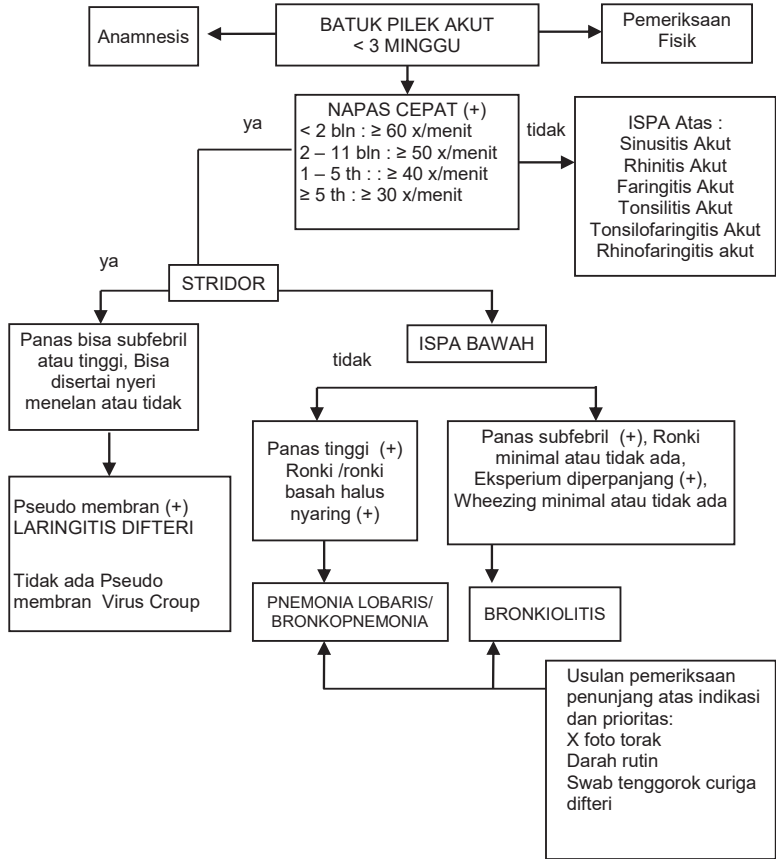 Anamnesis
BATUK PILEK AKUT
< 3 MINGGU
Pemeriksaan
Fisik
ya
NAPAS CEPAT (+)
< 2 bln : ≥ 60 x/menit
2 – 11 bln : ≥ 50 x/menit
1 – 5 th : : ≥ 40 x/menit
≥ 5 th : ≥ 30 x/menit
tidak
ISPA Atas :
Sinusitis Akut
Rhinitis Akut
Faringitis Akut
Tonsilitis Akut
Tonsilofaringitis Akut
Rhinofaringitis akut
ya
STRIDOR
Panas bisa subfebril
atau tinggi, Bisa
disertai nyeri
menelan atau tidak
ISPA BAWAH
tidak
Panas tinggi (+)
Ronki /ronki
basah halus
nyaring (+)
Panas subfebril (+), Ronki
minimal atau tidak ada,
Eksperium diperpanjang (+),
Wheezing minimal atau tidak ada
Pseudo membran (+)
LARINGITIS DIFTERI
Tidak ada Pseudo
membran Virus Croup
PNEMONIA LOBARIS/
BRONKOPNEMONIA
BRONKIOLITIS
Usulan pemeriksaan
penunjang atas indikasi
dan prioritas:
X foto torak
Darah rutin
Swab tenggorok curiga
difteri